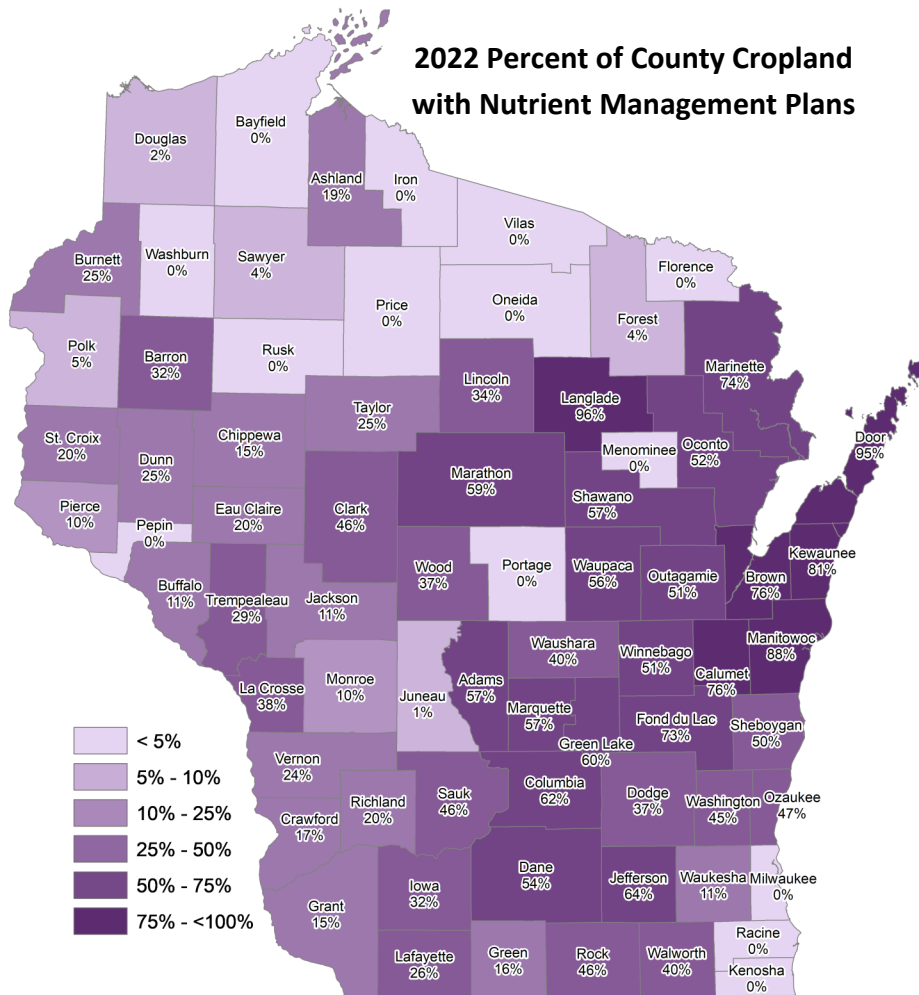 2022 Percent of County Cropland
with Nutrient Management Plans
Bayfield
0%
Douglas
2%
Ashland
19%
Iron
0%
Vilas
0%
Burnett
25%
Washburn
0%
Sawyer
4%
Florence
0%
Price
0%
Oneida
0%
Forest
4%
Polk
5%
Barron
32%
Rusk
0%
Lincoln
34%
Langlade
96%
Marinette
74%
Taylor
25%
St. Croix
20%
Dunn
25%
Chippewa
15%
Menominee
0%
Oconto
52%
Door
95%
Marathon
59%
Pierce
10%
Pepin
0%
Eau Claire
20%
Clark
46%
Shawano
57%
Wood
37%
Portage
0%
Waupaca
56%
Outagamie
51%
Brown
76%
Kewaunee
81%
Buffalo
11%
Trempealeau
29%
Jackson
11%
Waushara
40%
Winnebago
51%
Calumet
76%
Manitowoc
88%
La Crosse
38%
Monroe
10%
Juneau
1%
Adams
57%
Marquette
57%
Green Lake
60%
Fond du Lac
73%
Sheboygan
50%
Vernon
24%
Richland
20%
Sauk
46%
Columbia
62%
Dodge
37%
Washington
45%
Ozaukee
47%
Crawford
17%
Grant
15%
Iowa
32%
Dane
54%
Jefferson
64%
Waukesha
11%
Milwaukee
0%
Lafayette
26%
Green
16%
Rock
46%
Walworth
40%
Racine
0%
Kenosha
0%
< 5%
5% - 10%
10% - 25%
25% - 50%
50% - 75%
75% - <100%